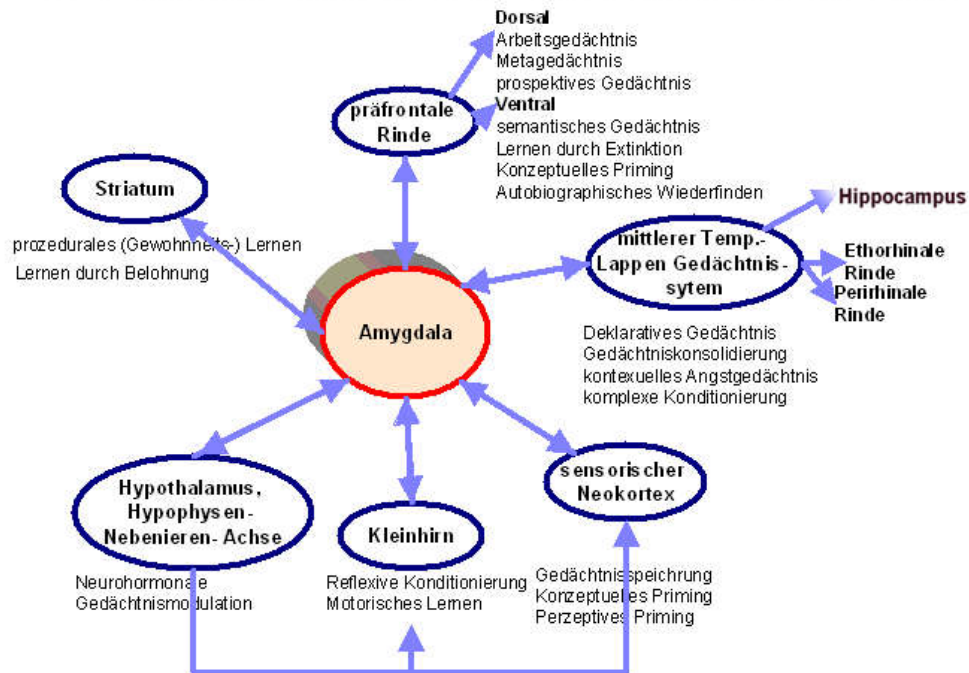 Dorsal
Arbeitsgedächtnis
Metagedächtnis
prospektives Gedächtnis
Ventral
semantisches Gedächtnis
Lernen durch Extinktion
Konzeptuelles Priming
Autobiographisches Wiederfinden
präfrontale
Rinde
Striatum
prozedurales (Gewohnheits-) Lernen
Lernen durch Belohnung
Hippocampus
mittlerer Temp.-
Lappen Gedächtnis-
sytem
Ethorhinale
Rinde
Perirhinale
Rinde
Amygdala
Deklaratives Gedächtnis
Gedächtniskonsolidierung
kontexuelles Angstgedächtnis
komplexe Konditionierung
Hypothalamus,
Hypophysen-
Nebenieren- Achse
Neurohormonale
Gedächtnismodulation
Kleinhirn
Reflexive Konditionierung
Motorisches Lernen
sensorischer
Neokortex
Gedächtnisspeichrung
Konzeptuelles Priming
Perzeptives Priming